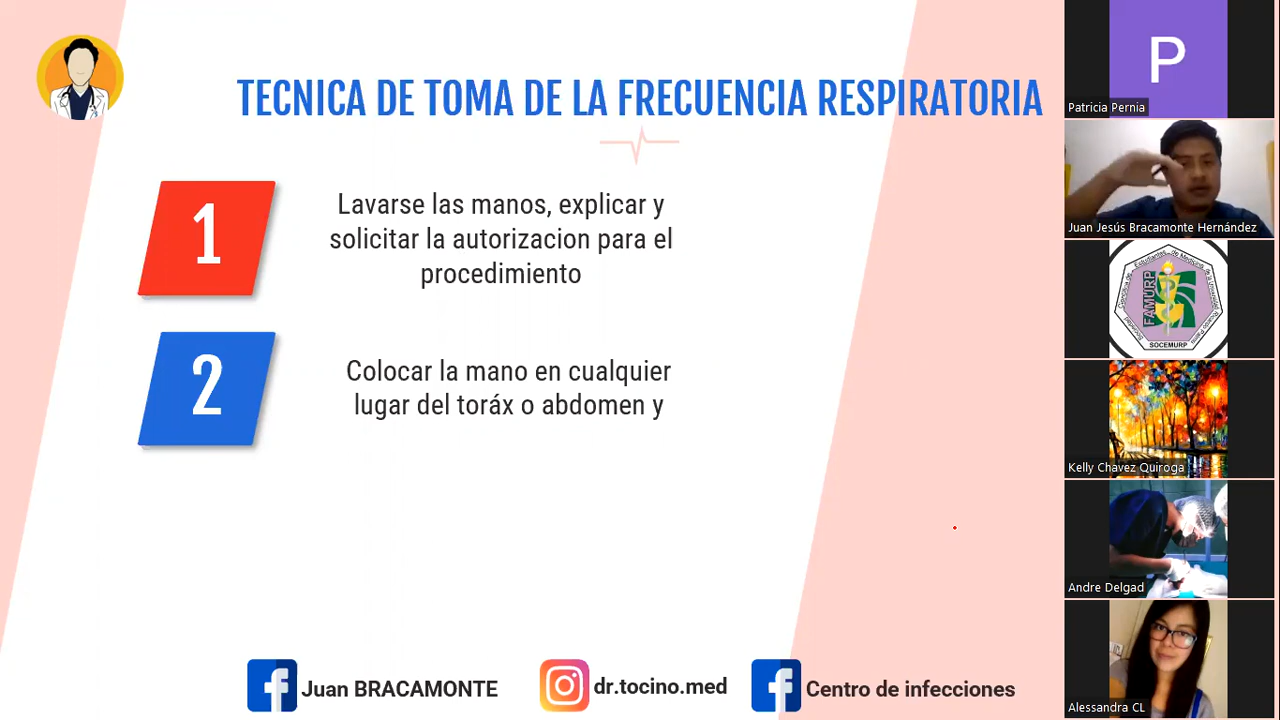 TECNICA DE TOMA DE LA FRECUENCIA RESPIRATORIA
1
Lavarse las manos, explicar y
solicitar la autorizacion para el
procedimiento
2
Colocar la mano en cualquier
lugar del toráx o abdomen y
Juan BRACAMONTE
dr.tocino.med
Centro de infecciones
P
Patricia Pernia
Juan Jesús Bracamonte Hernández
FAMURP
SOCEMURP
Kelly Chavez Quiroga
Andre Delgad
Alessandra CL